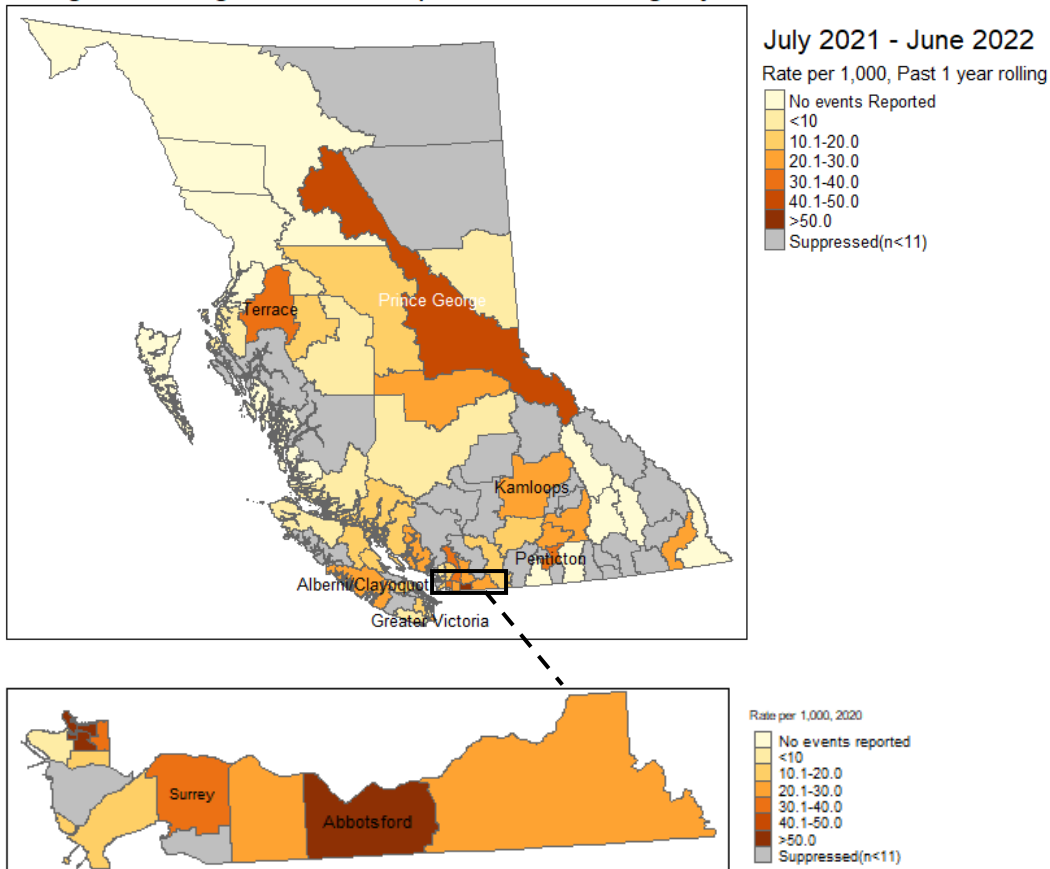 July 2021 - June 2022
Rate per 1,000, Past 1 year rolling
No events Reported
<10
10.1-20.0
20.1-30.0
30.1-40.0
40.1-50.0
>50.0
Suppressed(n<11)
Prince George
Terrace
Kamloops
Penticton
Alberni/Clayoquot
Greater Victoria
Rate per 1,000, 2020
No events reported
<10
10.1-20.0
20.1-30.0
30.1-40.0
40.1-50.0
>50.0
Suppressed(n<11)
Surrey
Abbotsford